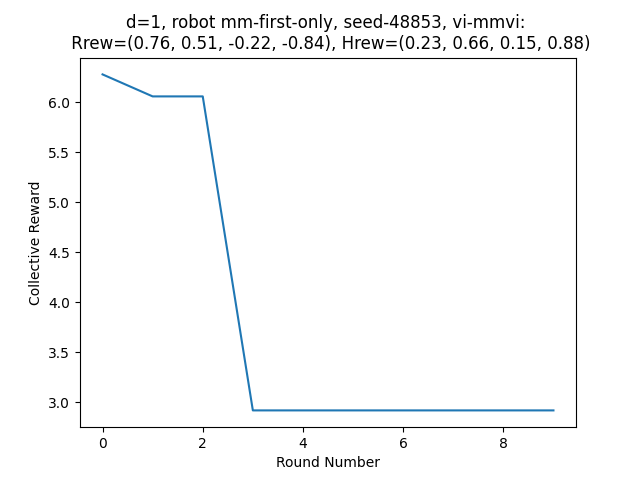 d=1, robot mm-first-only, seed-48853, vi-mmvi:
Rrew=(0.76, 0.51, -0.22, -0.84), Hrew=(0.23, 0.66, 0.15, 0.88)
Collective Reward
6.0
5.5
5.0
4.5
4.0
3.5
3.0
0 2 4 6 8
Round Number